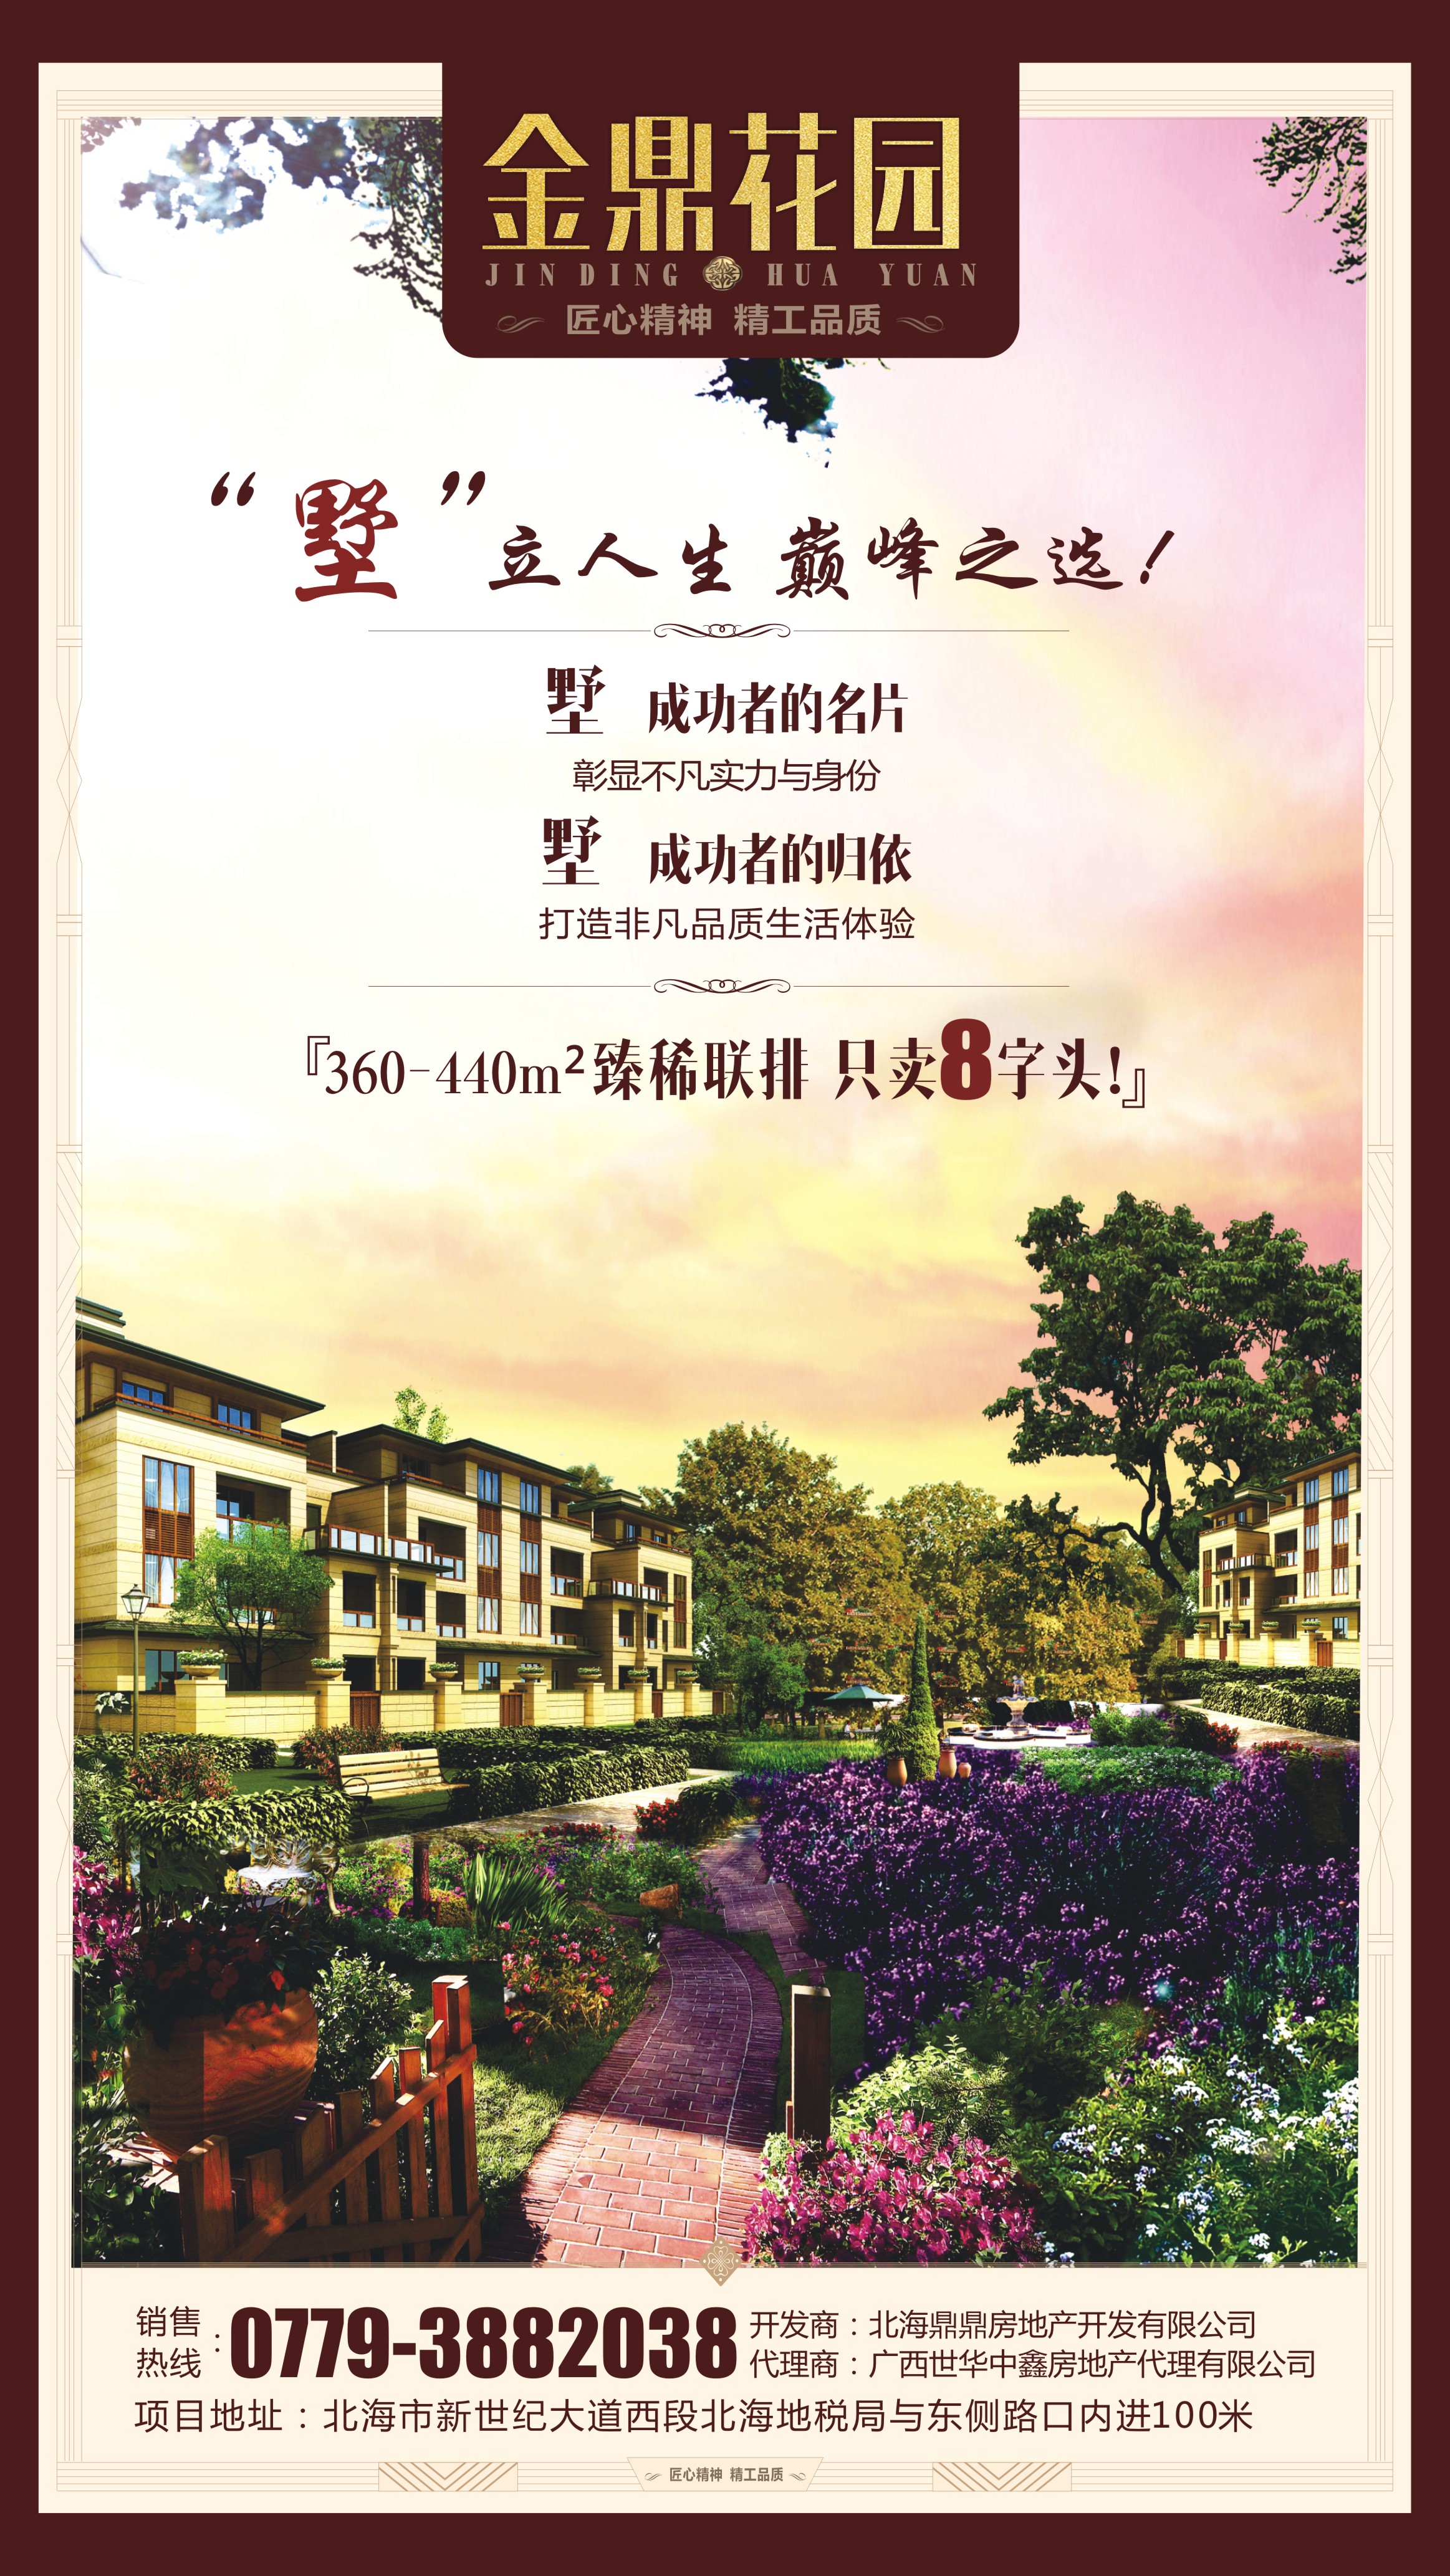 金鼎花园
JIN DING HUA YUAN
匠心精神 精工品质
“墅”立人生 巅峰之选!
墅 成功者的名片
彰显不凡实力与身份
墅 成功者的归依
打造非凡品质生活体验
『360-440m²臻稀联排 只卖8字头!』
销售热线:0779-3882038
开发商:北海鼎鼎房地产开发有限公司
代理商:广西世华中鑫房地产代理有限公司
项目地址:北海市新世纪大道西段北海地税局与东侧路口内进100米
匠心精神 精工品质